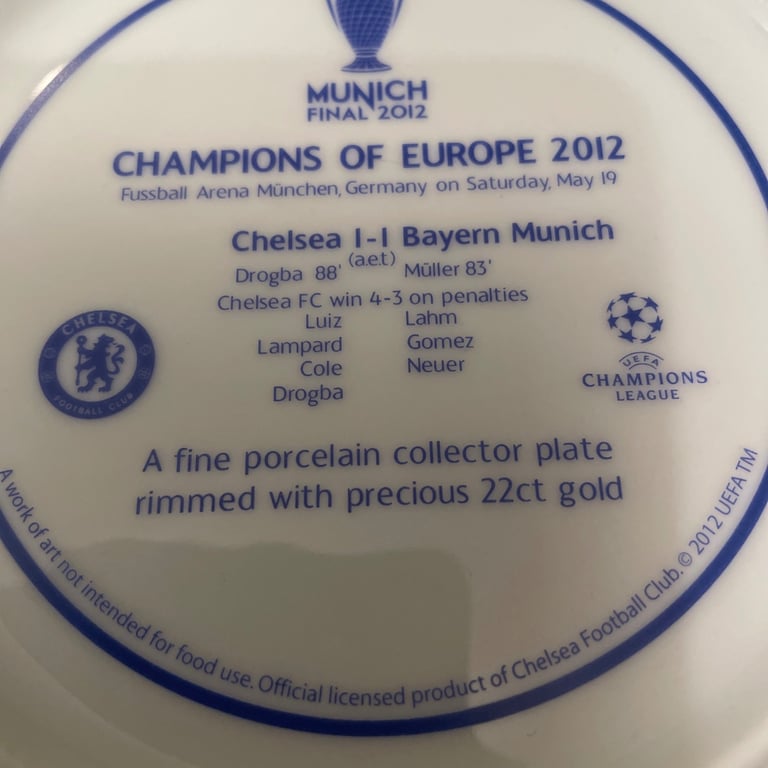 MUNICH
FINAL 2012
CHAMPIONS OF EUROPE 2012
Fussball Arena München, Germany on Saturday, May 19
Chelsea 1-1 Bayern Munich
(a.e.t)
Drogba 88' Müller 83'
Chelsea FC win 4-3 on penalties
Luiz Lahm
Lampard Gomez
Cole Neuer
Drogba
CHELSEA
FOOTBALL CLUB
UEFA
CHAMPIONS
LEAGUE
A fine porcelain collector plate
rimmed with precious 22ct gold
A work of art not intended for food use. Official licensed product of Chelsea Football Club. © 2012 UEFA TM